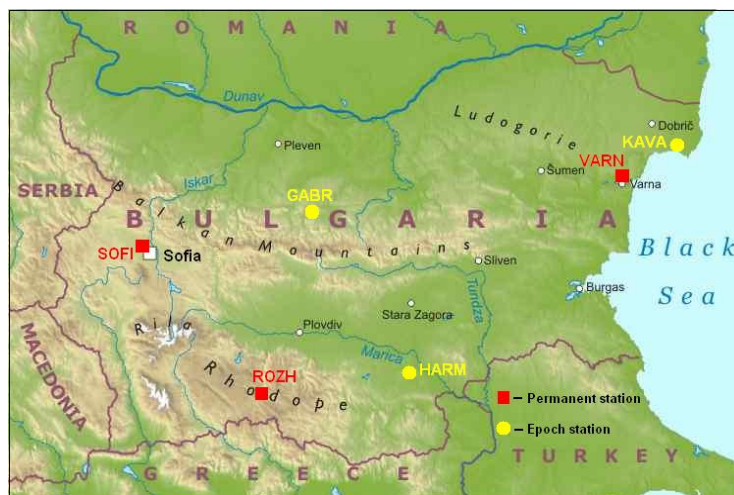 ROMANIA
Dunav
Ludogorie
Dobrič
KAVA
Pleven
Iskar
Šumen
VARN
Varna
SERBIA
GABR
BULGARIA
Balkan Mountains
SOFI
Sofia
Sliven
Black
Sea
Tundza
Burgas
Stara Zagora
Rila
Plovdiv
MACEDONIA
Marica
HARM
ROZH
Rhodope
– Permanent station
– Epoch station
GREECE
TURKEY